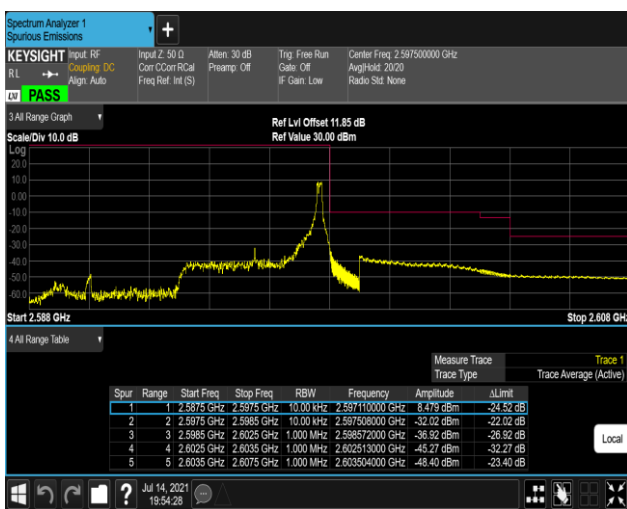 Spectrum Analyzer 1
Spurious Emissions
KEYSIGHT Input: RF Input Z: 50 Ω Atten: 30 dB Trig: Free Run Center Freq: 2.597500000 GHz
RL Coupling: DC Corr CCorr RCal Preamp: Off Gate: Off Avg|Hold: 20/20
Align: Auto Freq Ref: Int (S) IF Gain: Low Radio Std: None
LXI PASS
3 All Range Graph
Ref Lvl Offset 11.85 dB
Scale/Div 10.0 dB Ref Value 30.00 dBm
Log
20.0
10.0
0.00
-10.0
-20.0
-30.0
-40.0
-50.0
-60.0
Start 2.588 GHz Stop 2.608 GHz
4 All Range Table
Measure Trace Trace 1
Trace Type Trace Average (Active)
Spur Range Start Freq Stop Freq RBW Frequency Amplitude ΔLimit
1 1 2.5875 GHz 2.5975 GHz 10.00 kHz 2.597110000 GHz 8.479 dBm -24.52 dB
2 2 2.5975 GHz 2.5985 GHz 10.00 kHz 2.597508000 GHz -32.02 dBm -22.02 dB
3 3 2.5985 GHz 2.6025 GHz 1.000 MHz 2.598572000 GHz -36.92 dBm -26.92 dB
4 4 2.6025 GHz 2.6035 GHz 1.000 MHz 2.602513000 GHz -45.27 dBm -32.27 dB
5 5 2.6035 GHz 2.6075 GHz 1.000 MHz 2.603504000 GHz -48.40 dBm -23.40 dB
Local
? Jul 14, 2021
19:54:28